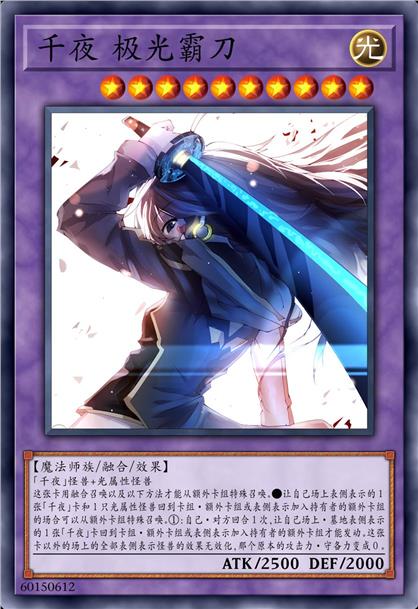 千夜 极光霸刀
光
【魔法师族/融合/效果】
「千夜」怪兽+光属性怪兽
这张卡用融合召唤以及以下方法才能从额外卡组特殊召唤。●让自己场上表侧表示的1
张「千夜」卡和1只光属性怪兽回到卡组·额外卡组或表侧表示加入持有者的额外卡组
的场合可以从额外卡组特殊召唤。①:自己·对方回合1次,让自己场上·墓地表侧表示
的1张「千夜」卡回到卡组·额外卡组或表侧表示加入持有者的额外卡组才能发动。这张
卡以外的场上的全部表侧表示怪兽的效果无效化,那个原本的攻击力·守备力变成0。
ATK/2500 DEF/2000
60150612